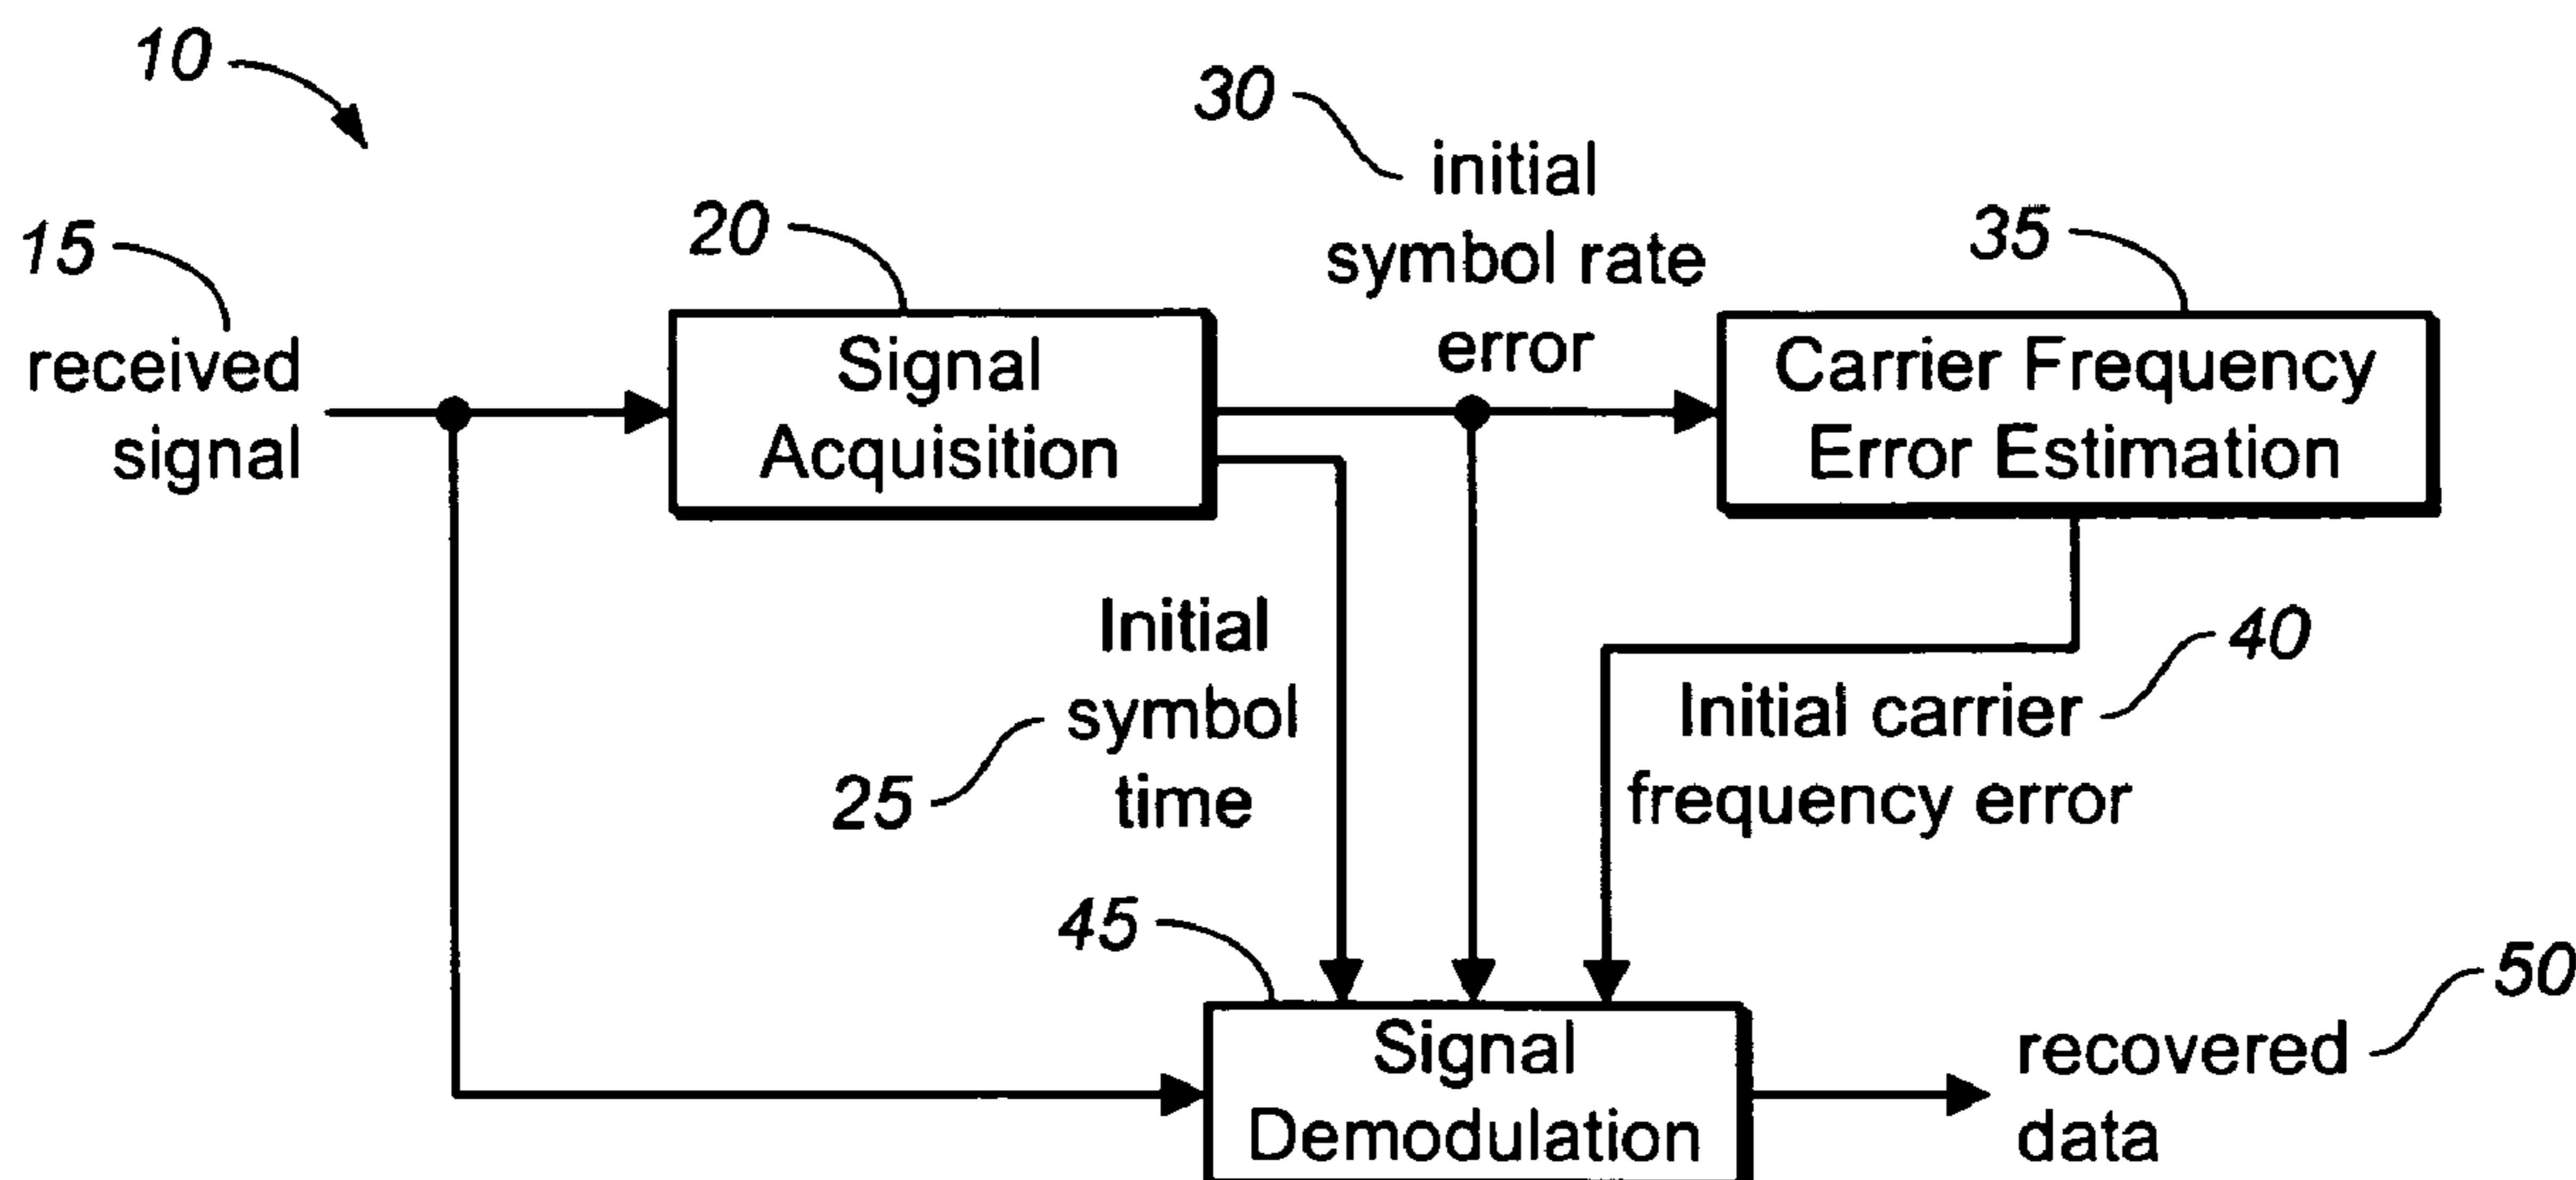 10
15
received
signal
20
Signal
Acquisition
30
initial
symbol rate
error
35
Carrier Frequency
Error Estimation
Initial
symbol
time
25
40
Initial carrier
frequency error
45
Signal
Demodulation
50
recovered
data